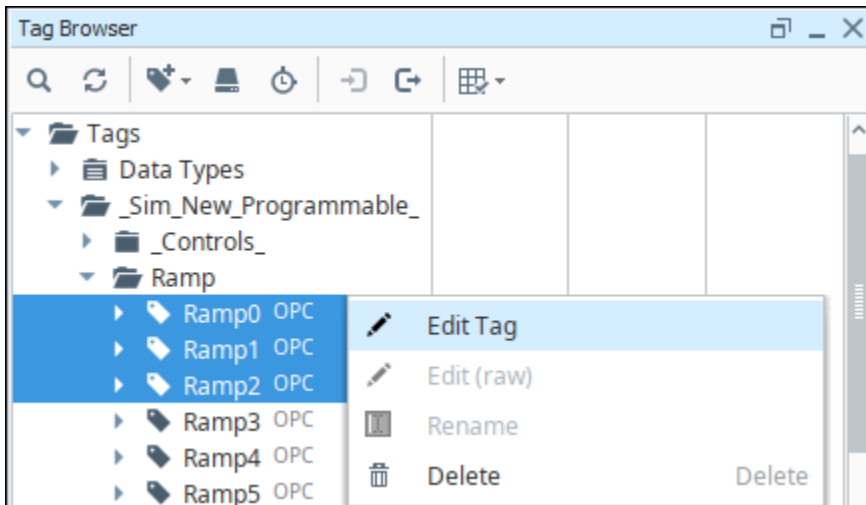 Tag Browser
Tags
Data Types
_Sim_New_Programmable_
_Controls_
Ramp
Ramp0 OPC
Ramp1 OPC
Ramp2 OPC
Ramp3 OPC
Ramp4 OPC
Ramp5 OPC
Edit Tag
Edit (raw)
Rename
Delete Delete